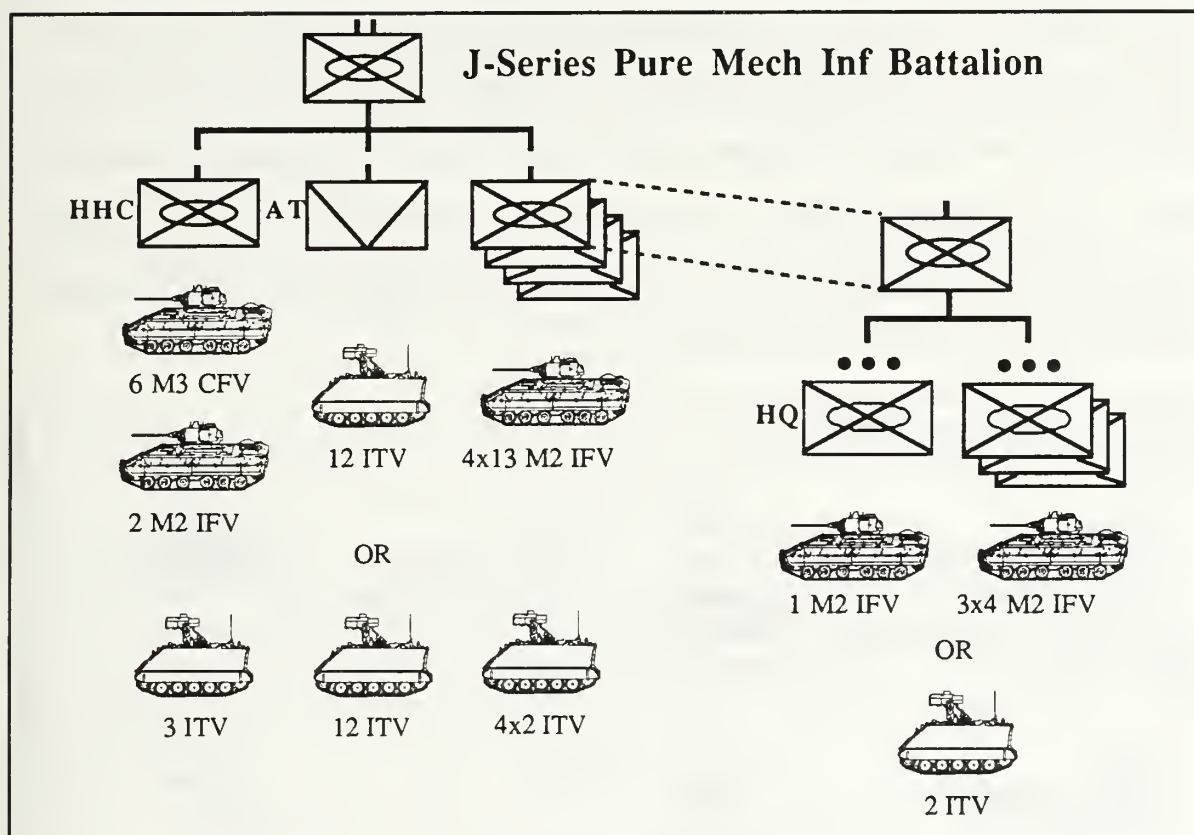 J-Series Pure Mech Inf Battalion
HHC
AT
6 M3 CFV
12 ITV
4x13 M2 IFV
HQ
2 M2 IFV
OR
1 M2 IFV
3x4 M2 IFV
OR
3 ITV
12 ITV
4x2 ITV
2 ITV